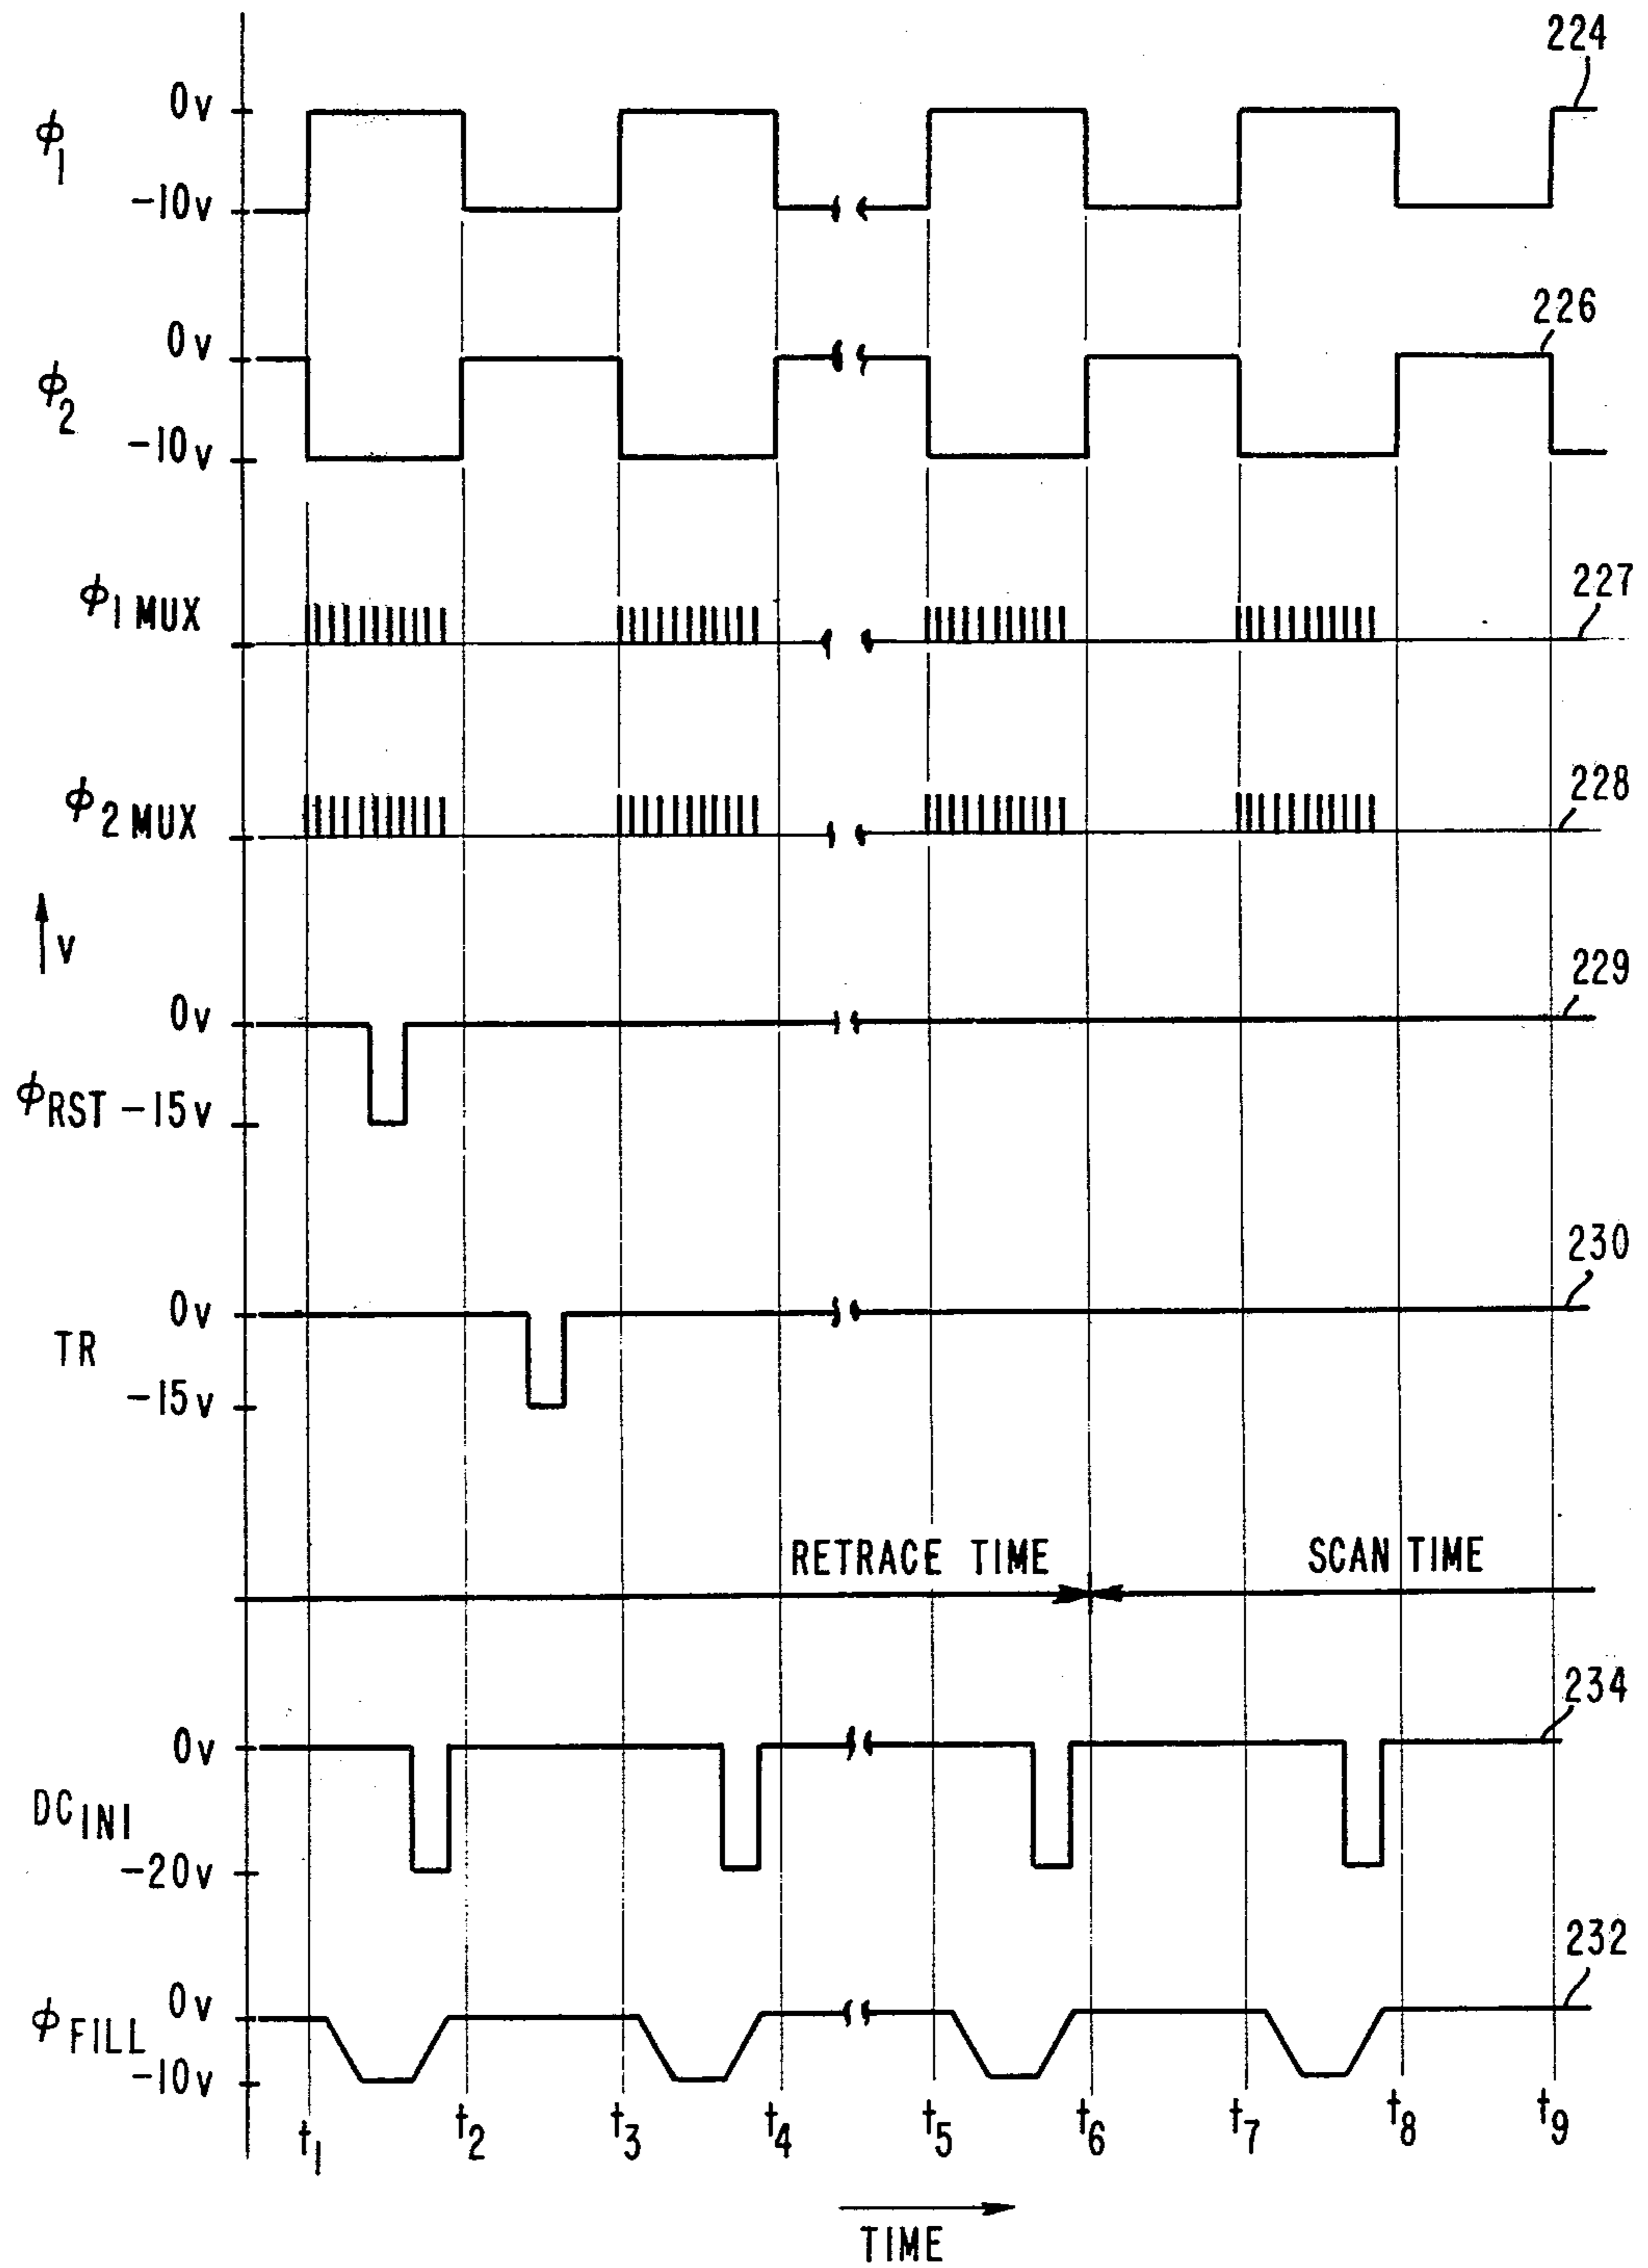 224
0v
ϕ1
-10v
226
0v
ϕ2
-10v
ϕ1 MUX
227
ϕ2 MUX
228
↑ V
229
0v
ϕRST -15v
230
0v
TR
-15v
RETRACE TIME SCAN TIME
234
0v
DC INI
-20v
232
0v
ϕFILL
-10v
t1 t2 t3 t4 t5 t6 t7 t8 t9
TIME